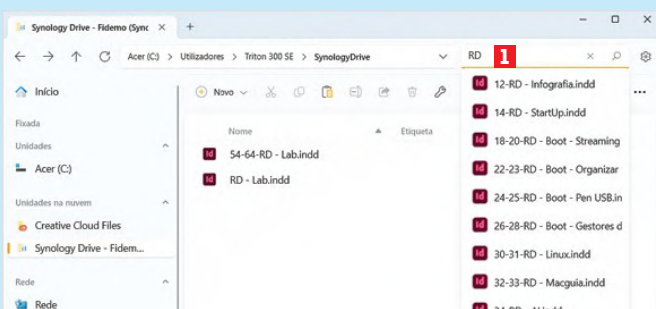 Synology Drive - Fidemo (Sync
Acer (C:) > Utilizadores > Triton 300 SE > SynologyDrive
RD
1
Início
Novo
Fixada
Unidades
Acer (C:)
Unidades na nuvem
Creative Cloud Files
Synology Drive - Fidem...
Rede
Rede
Nome
Etiqueta
54-64-RD - Lab.indd
RD - Lab.indd
12-RD - Infografia.indd
14-RD - StartUp.indd
18-20-RD - Boot - Streaming
22-23-RD - Boot - Organizar
24-25-RD - Boot - Pen USB.in
26-28-RD - Boot - Gestores d
30-31-RD - Linux.indd
32-33-RD - Macguia.indd